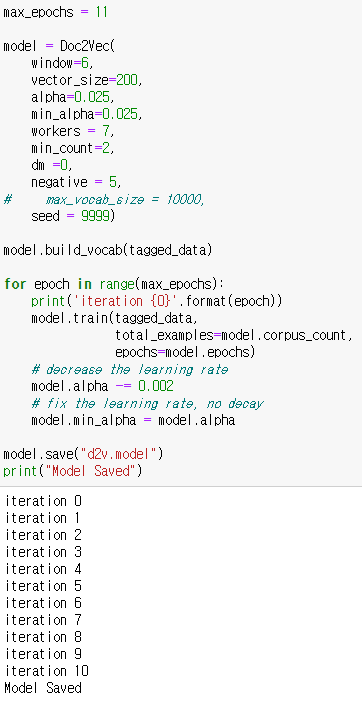 max_epochs = 11

model = Doc2Vec(
    window=6,
    vector_size=200,
    alpha=0.025,
    min_alpha=0.025,
    workers = 7,
    min_count=2,
    dm =0,
    negative = 5,
#     max_vocab_size = 10000,
    seed = 9999)

model.build_vocab(tagged_data)

for epoch in range(max_epochs):
    print('iteration {0}'.format(epoch))
    model.train(tagged_data,
                total_examples=model.corpus_count,
                epochs=model.epochs)
    # decrease the learning rate
    model.alpha -= 0.002
    # fix the learning rate, no decay
    model.min_alpha = model.alpha

model.save("d2v.model")
print("Model Saved")

iteration 0
iteration 1
iteration 2
iteration 3
iteration 4
iteration 5
iteration 6
iteration 7
iteration 8
iteration 9
iteration 10
Model Saved